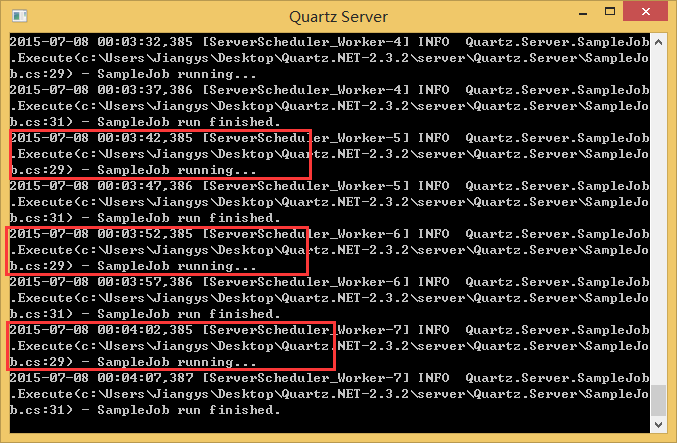 Quartz Server
2015-07-08 00:03:32,385 [ServerScheduler_Worker-4] INFO  Quartz.Server.SampleJob
.Execute(c:\Users\Jiangys\Desktop\Quartz.NET-2.3.2\server\Quartz.Server\SampleJo
b.cs:29) - SampleJob running...
2015-07-08 00:03:37,386 [ServerScheduler_Worker-4] INFO  Quartz.Server.SampleJob
.Execute(c:\Users\Jiangys\Desktop\Quartz.NET-2.3.2\server\Quartz.Server\SampleJo
b.cs:31) - SampleJob run finished.
2015-07-08 00:03:42,385 [ServerScheduler_Worker-5] INFO  Quartz.Server.SampleJob
.Execute(c:\Users\Jiangys\Desktop\Quartz.NET-2.3.2\server\Quartz.Server\SampleJo
b.cs:29) - SampleJob running...
2015-07-08 00:03:47,386 [ServerScheduler_Worker-5] INFO  Quartz.Server.SampleJob
.Execute(c:\Users\Jiangys\Desktop\Quartz.NET-2.3.2\server\Quartz.Server\SampleJo
b.cs:31) - SampleJob run finished.
2015-07-08 00:03:52,385 [ServerScheduler_Worker-6] INFO  Quartz.Server.SampleJob
.Execute(c:\Users\Jiangys\Desktop\Quartz.NET-2.3.2\server\Quartz.Server\SampleJo
b.cs:29) - SampleJob running...
2015-07-08 00:03:57,386 [ServerScheduler_Worker-6] INFO  Quartz.Server.SampleJob
.Execute(c:\Users\Jiangys\Desktop\Quartz.NET-2.3.2\server\Quartz.Server\SampleJo
b.cs:31) - SampleJob run finished.
2015-07-08 00:04:02,385 [ServerScheduler_Worker-7] INFO  Quartz.Server.SampleJob
.Execute(c:\Users\Jiangys\Desktop\Quartz.NET-2.3.2\server\Quartz.Server\SampleJo
b.cs:29) - SampleJob running...
2015-07-08 00:04:07,387 [ServerScheduler_Worker-7] INFO  Quartz.Server.SampleJob
.Execute(c:\Users\Jiangys\Desktop\Quartz.NET-2.3.2\server\Quartz.Server\SampleJo
b.cs:31) - SampleJob run finished.